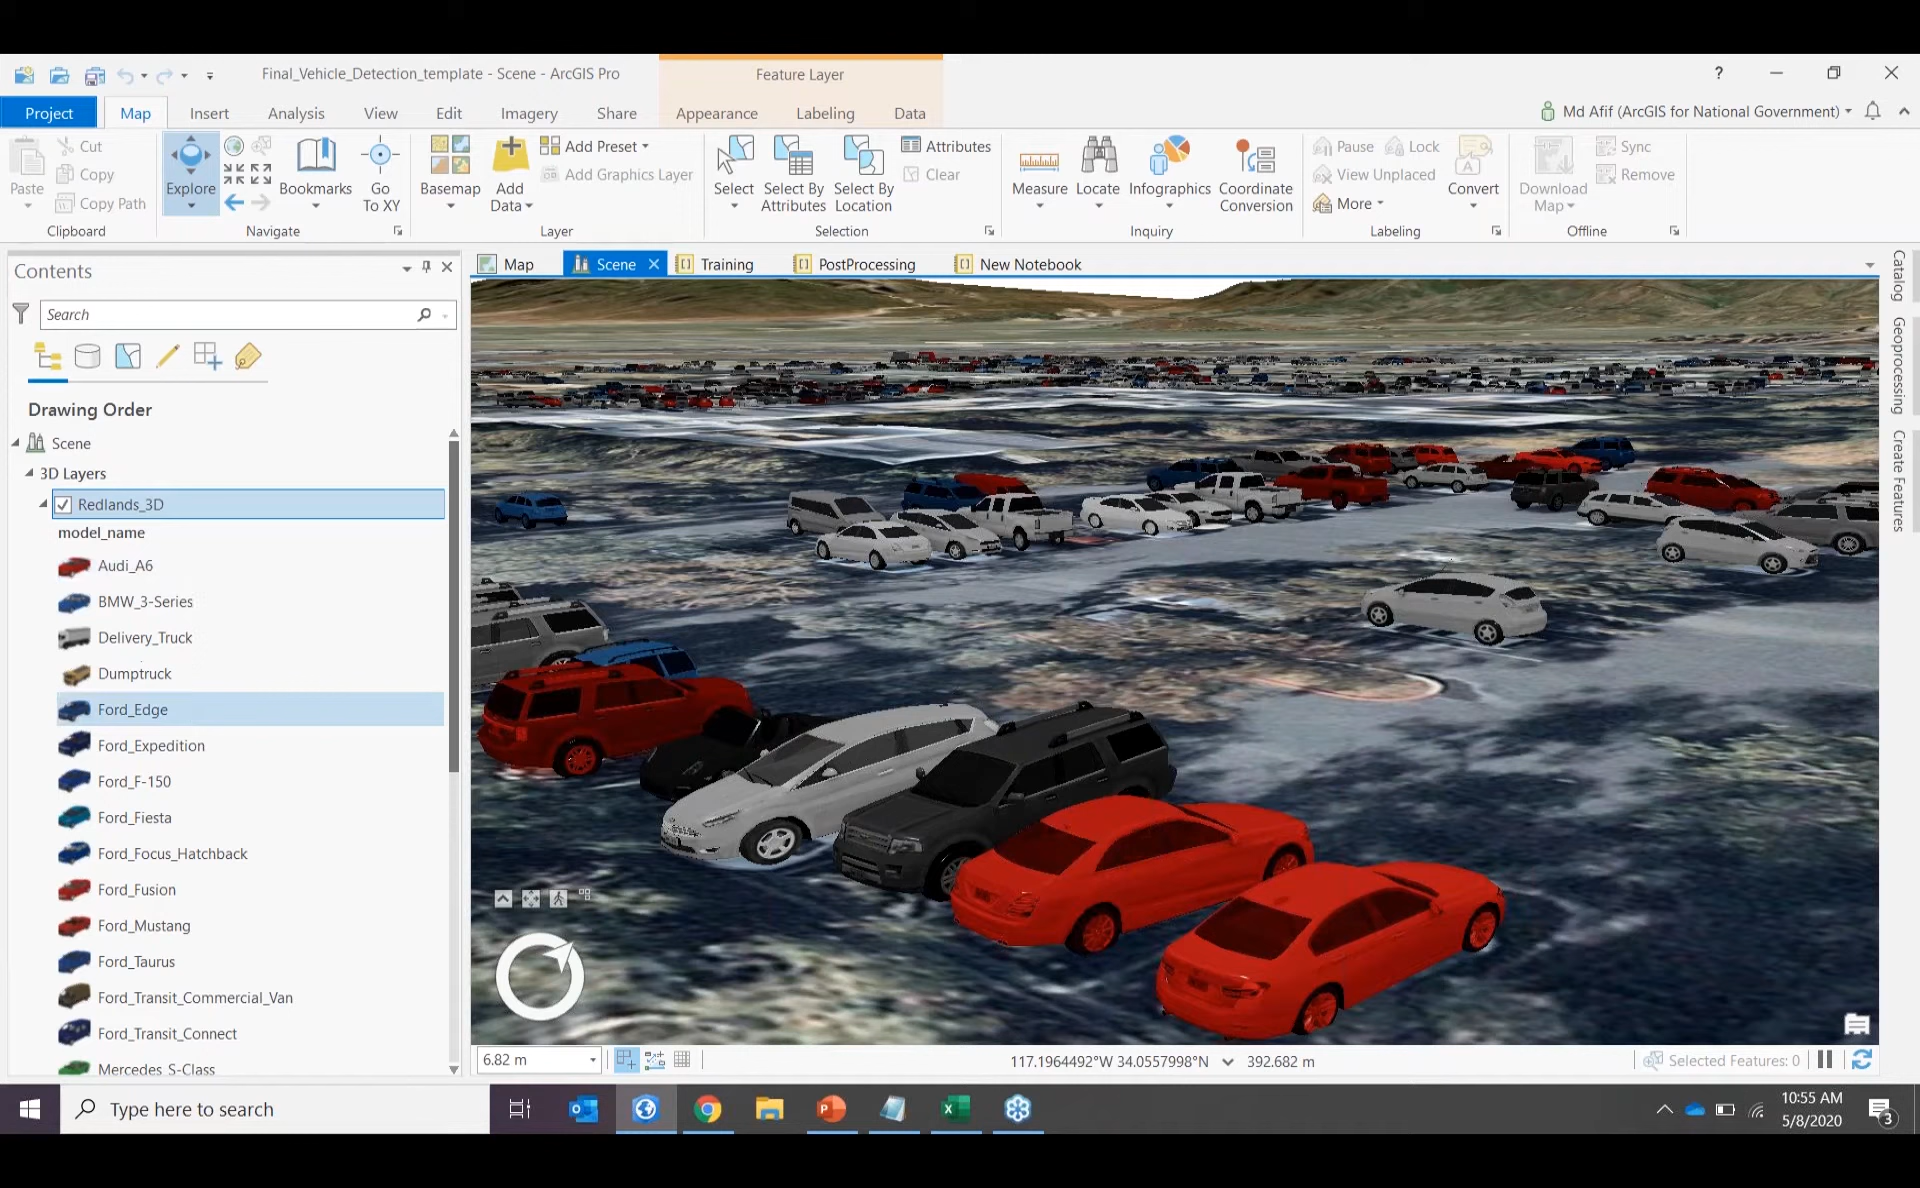 Final_Vehicle_Detection_template - Scene - ArcGIS Pro
Feature Layer
?
Project
Map
Insert
Analysis
View
Edit
Imagery
Share
Appearance
Labeling
Data
Md Afif (ArcGIS for National Government)
Paste
Cut
Copy
Copy Path
Clipboard
Explore
Bookmarks
Go
To XY
Navigate
Basemap
Add
Data
Add Preset
Add Graphics Layer
Layer
Select
Select By
Attributes
Select By
Location
Attributes
Clear
Selection
Measure
Locate
Infographics
Coordinate
Conversion
Inquiry
Pause
Lock
View Unplaced
More
Convert
Labeling
Download
Map
Sync
Remove
Offline
Contents
Search
Drawing Order
Scene
3D Layers
Redlands_3D
model_name
Audi_A6
BMW_3-Series
Delivery_Truck
Dumptruck
Ford_Edge
Ford_Expedition
Ford_F-150
Ford_Fiesta
Ford_Focus_Hatchback
Ford_Fusion
Ford_Mustang
Ford_Taurus
Ford_Transit_Commercial_Van
Ford_Transit_Connect
Mercedes_S-Class
Map
Scene
Training
PostProcessing
New Notebook
Catalog
Geoprocessing
Create Features
6.82 m
117.1964492°W 34.0557998°N
392.682 m
Selected Features: 0
Type here to search
10:55 AM
5/8/2020
3